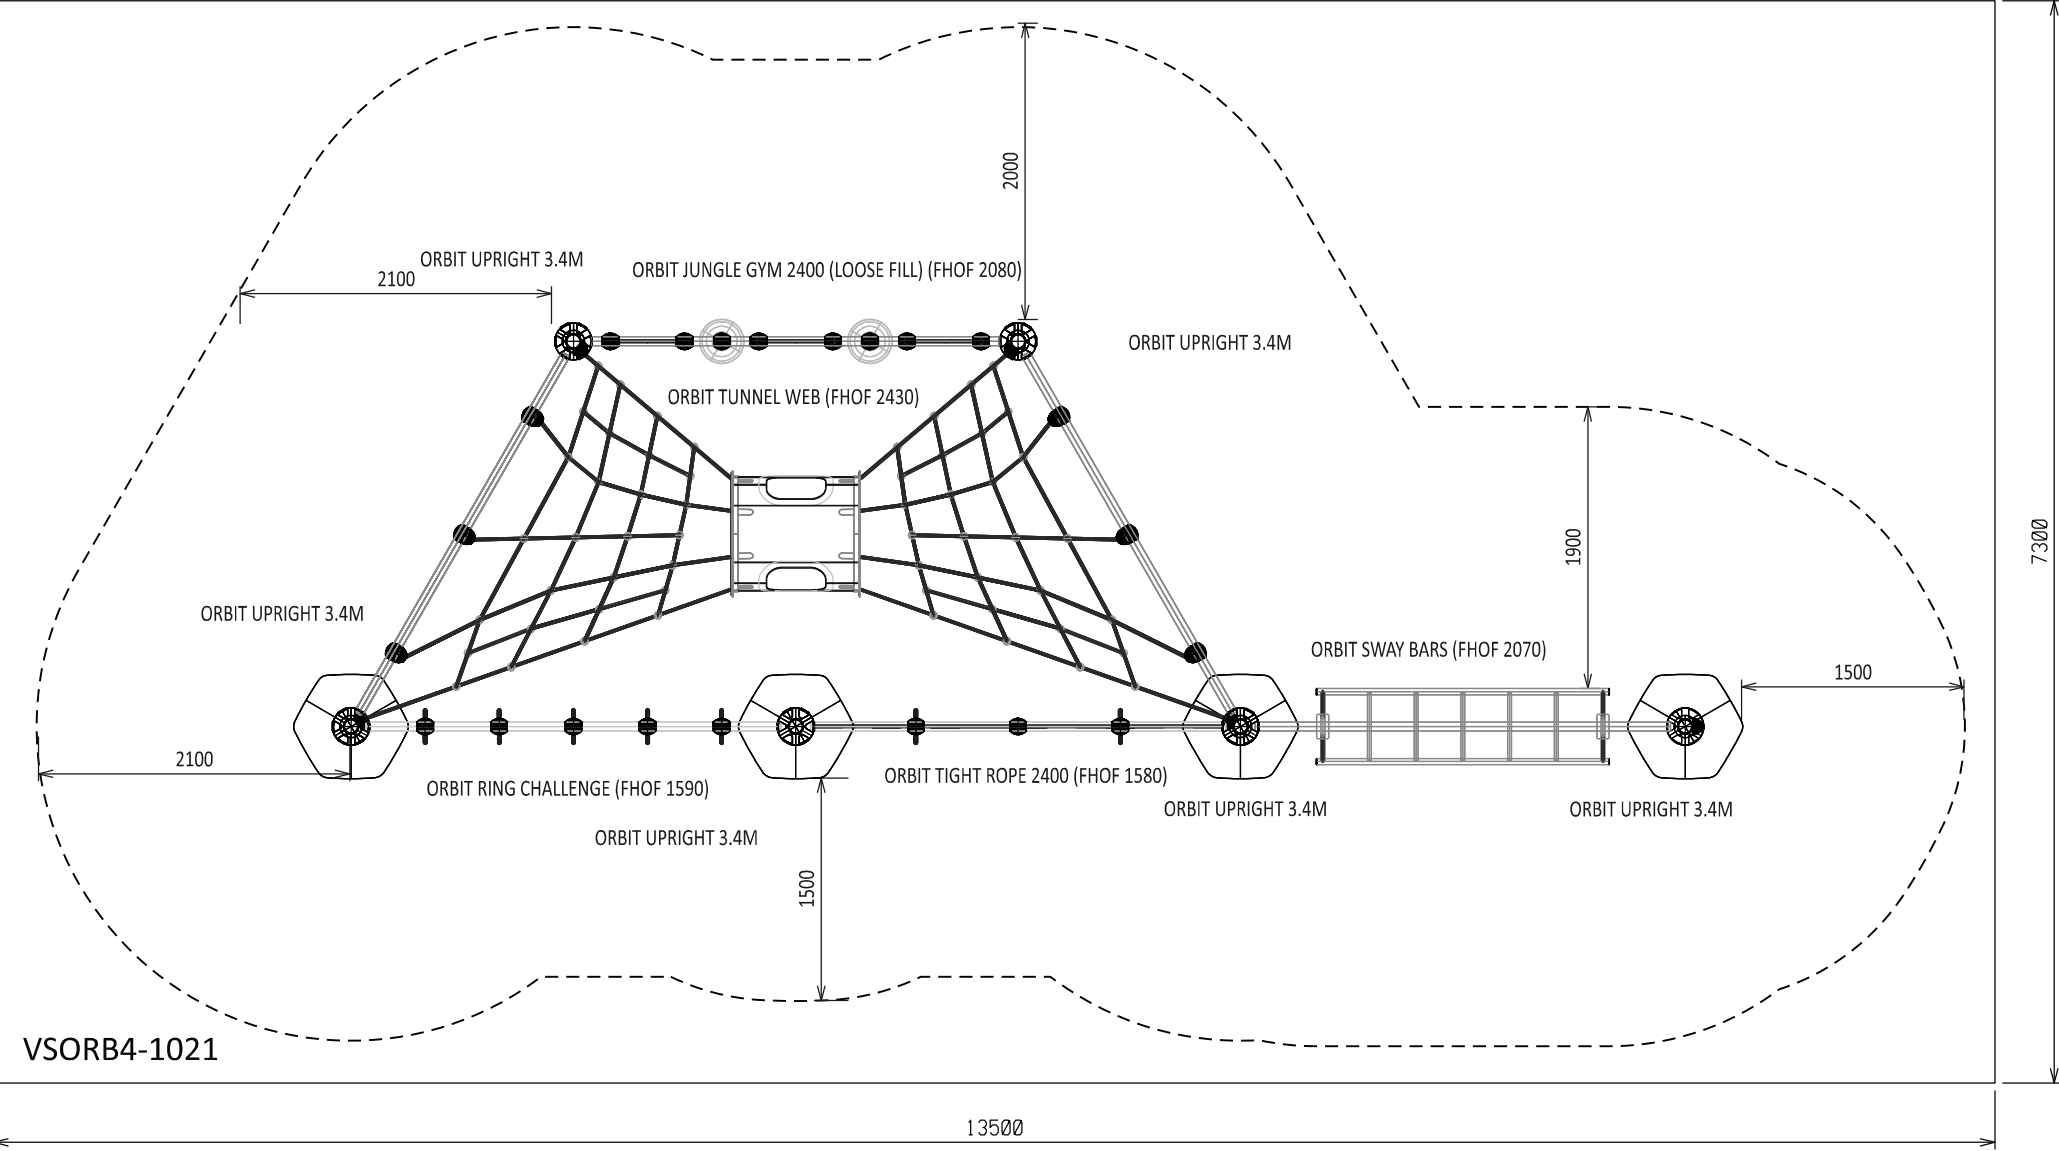 2000
ORBIT UPRIGHT 3.4M
ORBIT JUNGLE GYM 2400 (LOOSE FILL) (FHOF 2080)
2100
ORBIT UPRIGHT 3.4M
ORBIT TUNNEL WEB (FHOF 2430)
1900
7300
ORBIT UPRIGHT 3.4M
ORBIT SWAY BARS (FHOF 2070)
1500
2100
ORBIT RING CHALLENGE (FHOF 1590)
ORBIT TIGHT ROPE 2400 (FHOF 1580)
ORBIT UPRIGHT 3.4M
ORBIT UPRIGHT 3.4M
ORBIT UPRIGHT 3.4M
1500
VSORB4-1021
13500